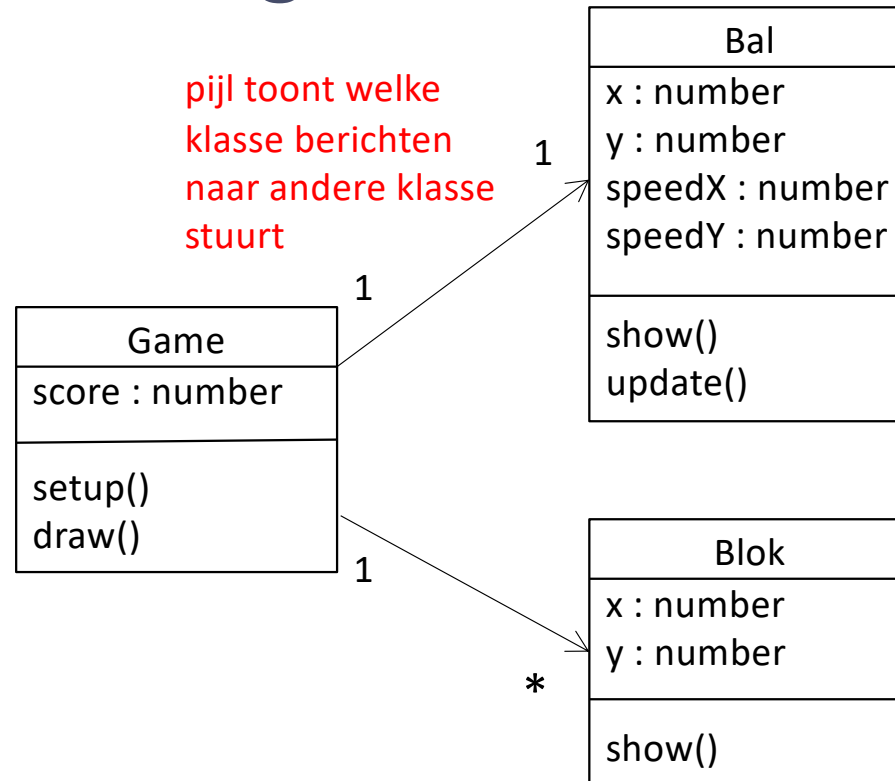 pijl toont welke
klasse berichten
naar andere klasse
stuurt
1
1
Bal
x : number
y : number
speedX : number
speedY : number
show()
update()
Game
score : number
setup()
draw()
1
*
Blok
x : number
y : number
show()